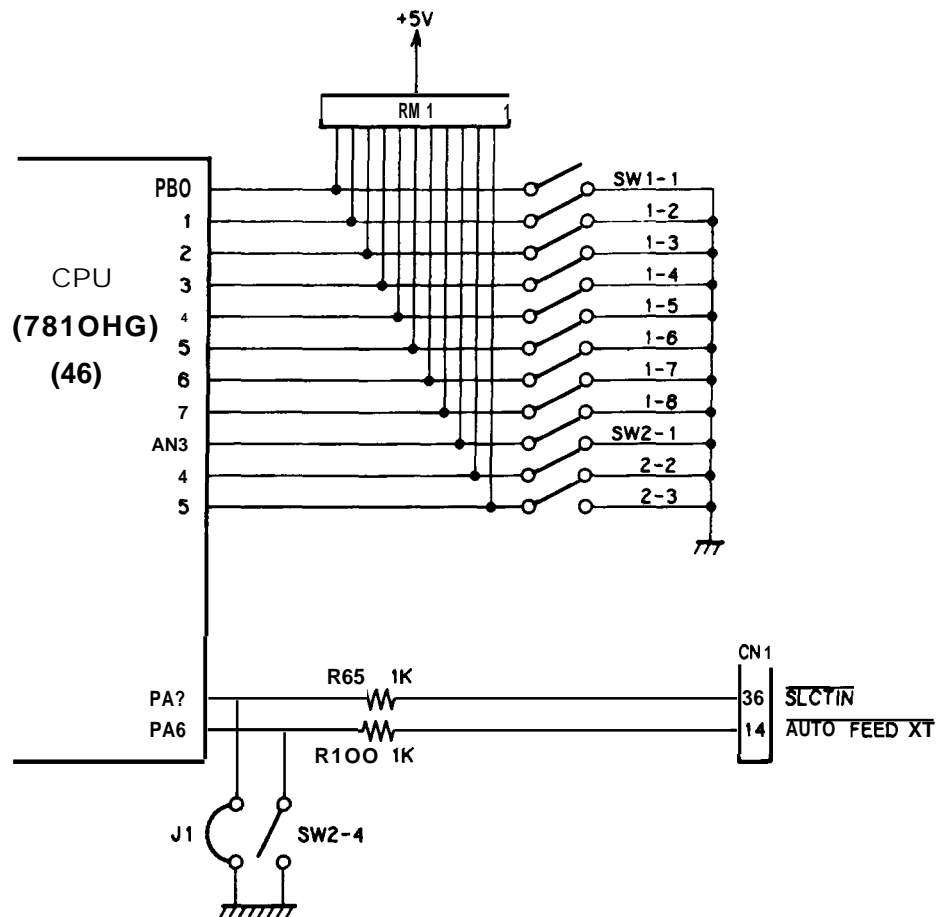 +5V
RM 1 1
PB0 SW1-1
1 1-2
2 1-3
3 1-4
4 1-5
5 1-6
6 1-7
7 1-8
AN3 SW2-1
4 2-2
5 2-3
CPU
(7810HG)
(46)
CN1
R65 1K
PA? 36 SLCTIN
PA6 14 AUTO FEED XT
R100 1K
J1 SW2-4